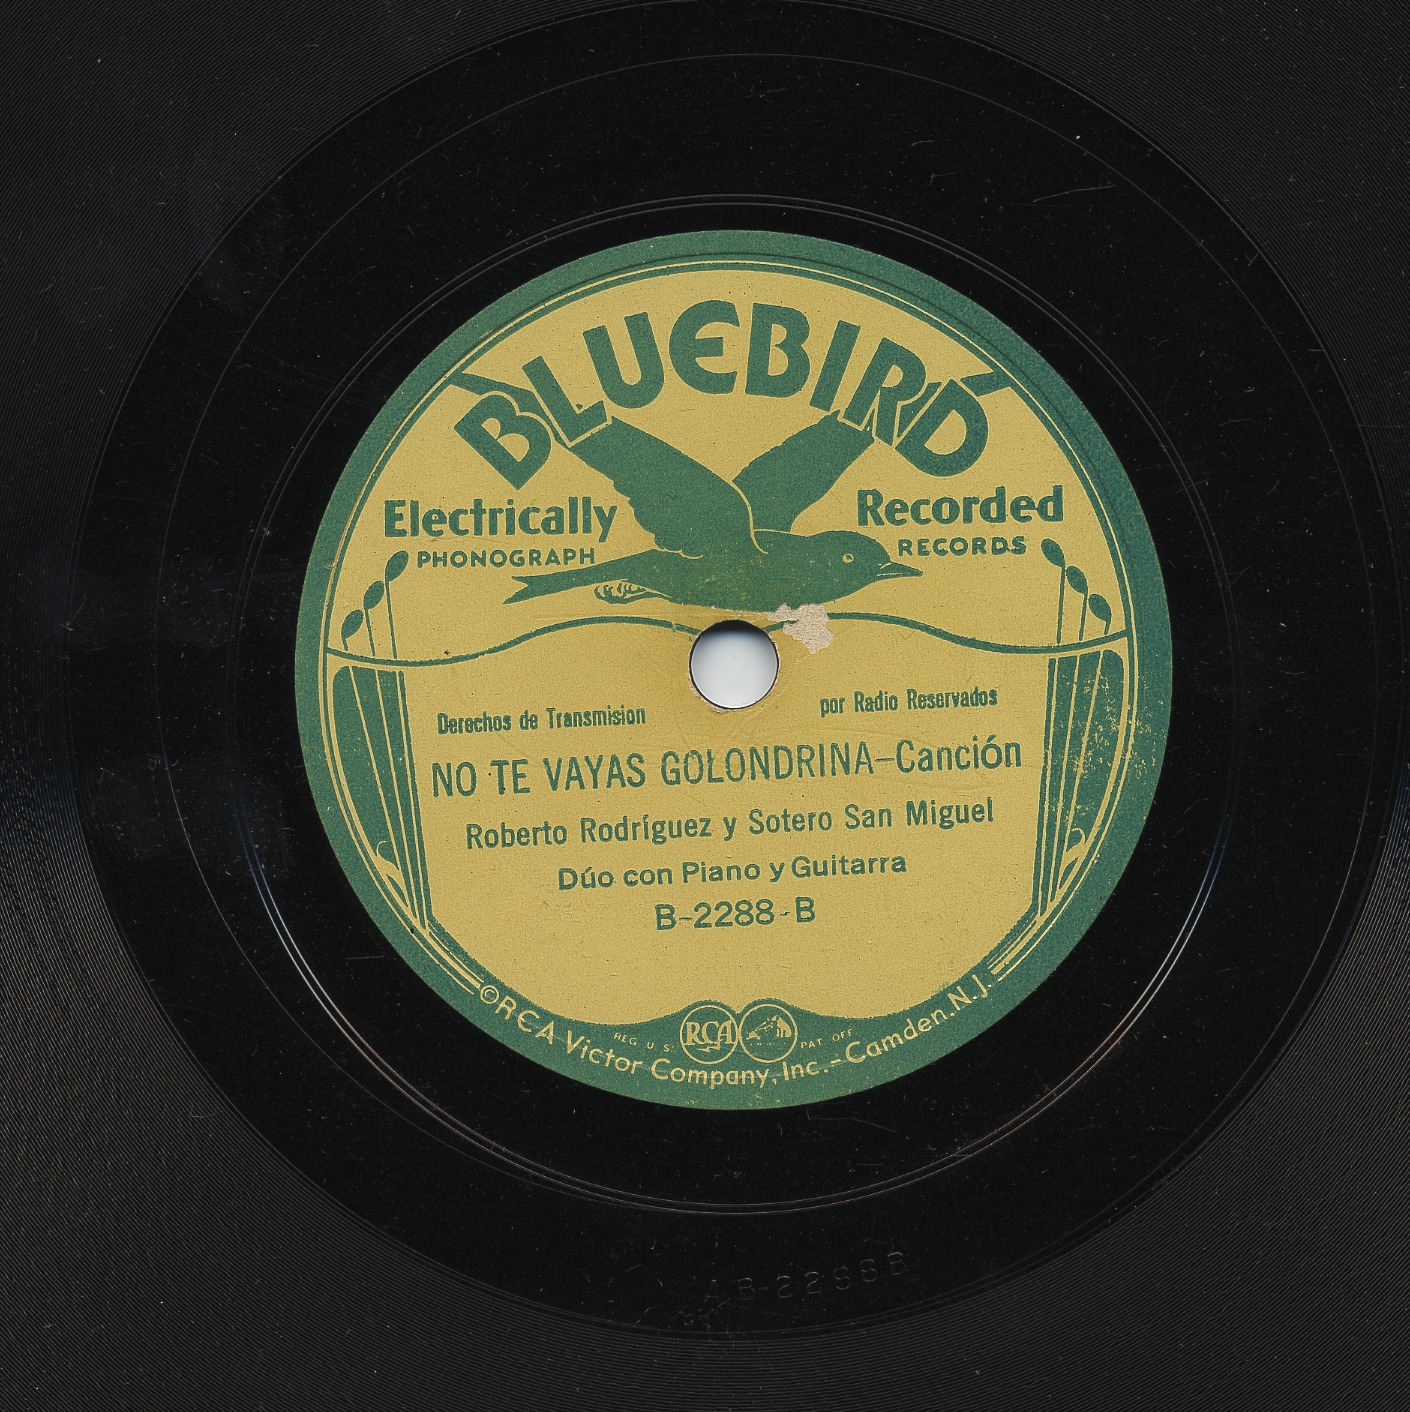 BLUEBIRD
Electrically Recorded
PHONOGRAPH RECORDS
Derechos de Transmision por Radio Reservados
NO TE VAYAS GOLONDRINA—Canción
Roberto Rodríguez y Sotero San Miguel
Dúo con Piano y Guitarra
B-2288-B
REG. U. S. RCA PAT. OFF.
©RCA Victor Company, Inc.-Camden, N.J.
B-2288B